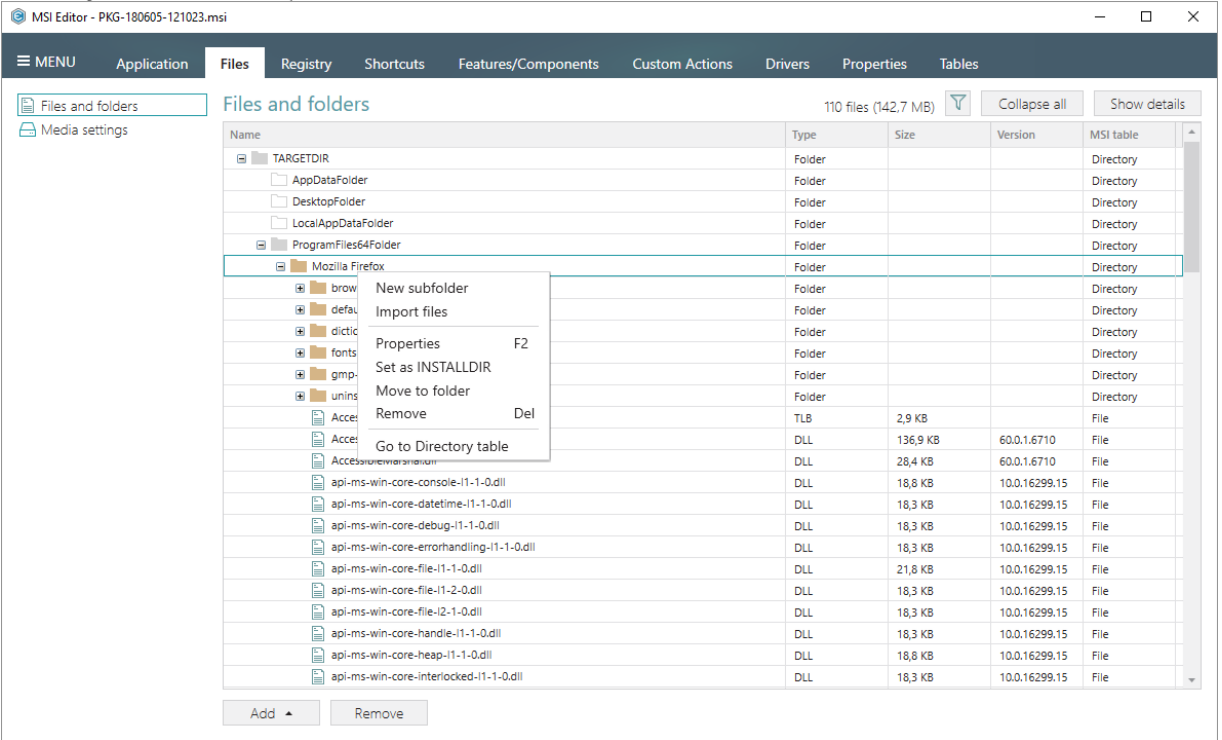 MSI Editor - PKG-180605-121023.msi
MENU Application Files Registry Shortcuts Features/Components Custom Actions Drivers Properties Tables
Files and folders
Media settings
Files and folders 110 files (142,7 MB) Collapse all Show details
Name Type Size Version MSI table
TARGETDIR Folder Directory
AppDataFolder Folder Directory
DesktopFolder Folder Directory
LocalAppDataFolder Folder Directory
ProgramFiles64Folder Folder Directory
Mozilla Firefox Folder Directory
brow Folder Directory
defau Folder Directory
dictic Folder Directory
fonts Folder Directory
gmp- Folder Directory
unins Folder Directory
Acces TLB 2,9 KB File
Acces DLL 136,9 KB 60.0.1.6710 File
AccessibleMarshal.dll DLL 28,4 KB 60.0.1.6710 File
api-ms-win-core-console-l1-1-0.dll DLL 18,8 KB 10.0.16299.15 File
api-ms-win-core-datetime-l1-1-0.dll DLL 18,3 KB 10.0.16299.15 File
api-ms-win-core-debug-l1-1-0.dll DLL 18,3 KB 10.0.16299.15 File
api-ms-win-core-errorhandling-l1-1-0.dll DLL 18,3 KB 10.0.16299.15 File
api-ms-win-core-file-l1-1-0.dll DLL 21,8 KB 10.0.16299.15 File
api-ms-win-core-file-l1-2-0.dll DLL 18,3 KB 10.0.16299.15 File
api-ms-win-core-file-l2-1-0.dll DLL 18,3 KB 10.0.16299.15 File
api-ms-win-core-handle-l1-1-0.dll DLL 18,3 KB 10.0.16299.15 File
api-ms-win-core-heap-l1-1-0.dll DLL 18,8 KB 10.0.16299.15 File
api-ms-win-core-interlocked-l1-1-0.dll DLL 18,3 KB 10.0.16299.15 File
New subfolder
Import files
Properties F2
Set as INSTALLDIR
Move to folder
Remove Del
Go to Directory table
Add Remove